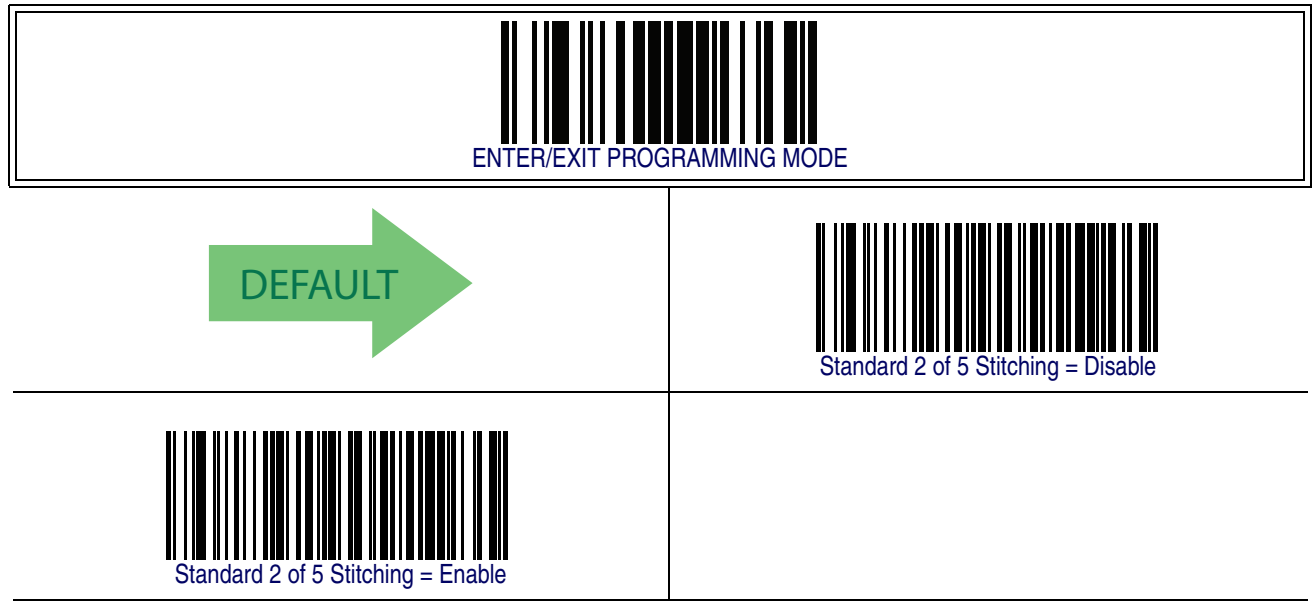 ENTER/EXIT PROGRAMMING MODE
DEFAULT
Standard 2 of 5 Stitching = Disable
Standard 2 of 5 Stitching = Enable